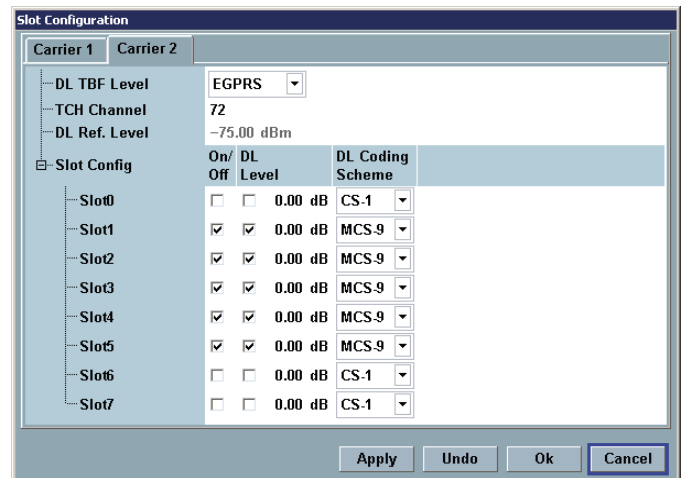 Slot Configuration
Carrier 1 Carrier 2
DL TBF Level EGPRS
TCH Channel 72
DL Ref. Level −75.00 dBm
Slot Config On/ Off DL Level DL Coding Scheme
Slot0 0.00 dB CS-1
Slot1 0.00 dB MCS-9
Slot2 0.00 dB MCS-9
Slot3 0.00 dB MCS-9
Slot4 0.00 dB MCS-9
Slot5 0.00 dB MCS-9
Slot6 0.00 dB CS-1
Slot7 0.00 dB CS-1
Apply Undo Ok Cancel